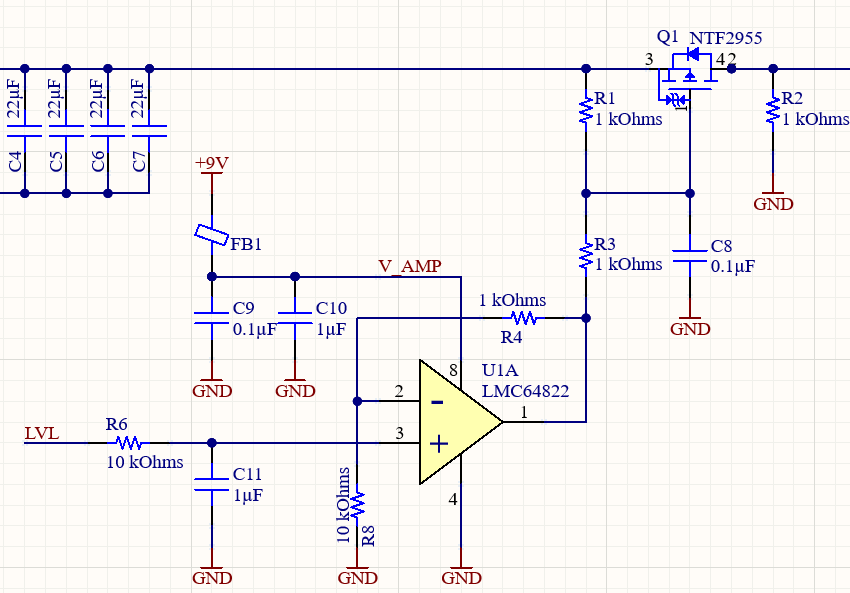 Q1 NTF2955
3 4 2
1
22µF 22µF 22µF 22µF
C4 C5 C6 C7
R1
1 kOhms
R2
1 kOhms
+9V
GND
FB1
R3
1 kOhms
C8
0.1µF
V_AMP
C9
0.1µF
C10
1µF
1 kOhms
R4
GND
U1A
LMC64822
8
GND GND
2
1
3
LVL
R6
10 kOhms
C11
1µF
10 kOhms
R8
4
GND GND GND